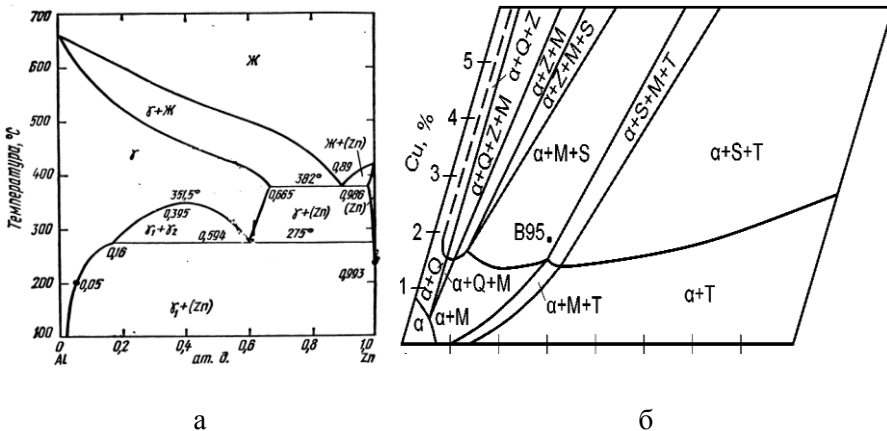 Температура, °С
700
600
500
400
300
200
100
Ж
γ+Ж
γ
Ж+(Zn)
0,89
382°
0,665
0,986
(Zn)
γ+(Zn)
351,5°
0,395
γ₁+γ₂
0,594
275°
0,16
0,05
0,993
γ₁+(Zn)
0
0,2
0,4
0,6
0,8
1,0
Al
ат. д.
Zn
а
Cu, %
5
4
3
2
1
α+Q+Z
α+Z+M
α+Z+M+S
α+Q+Z+M
α+S+M+T
α+M+S
α+S+T
В95
α+Q
α+Q+M
α+M+T
α+T
α+M
α
б